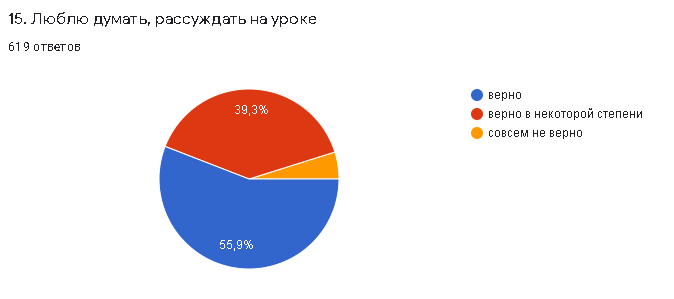 15. Люблю думать, рассуждать на уроке
619 ответов
39,3%
55,9%
верно
верно в некоторой степени
совсем не верно